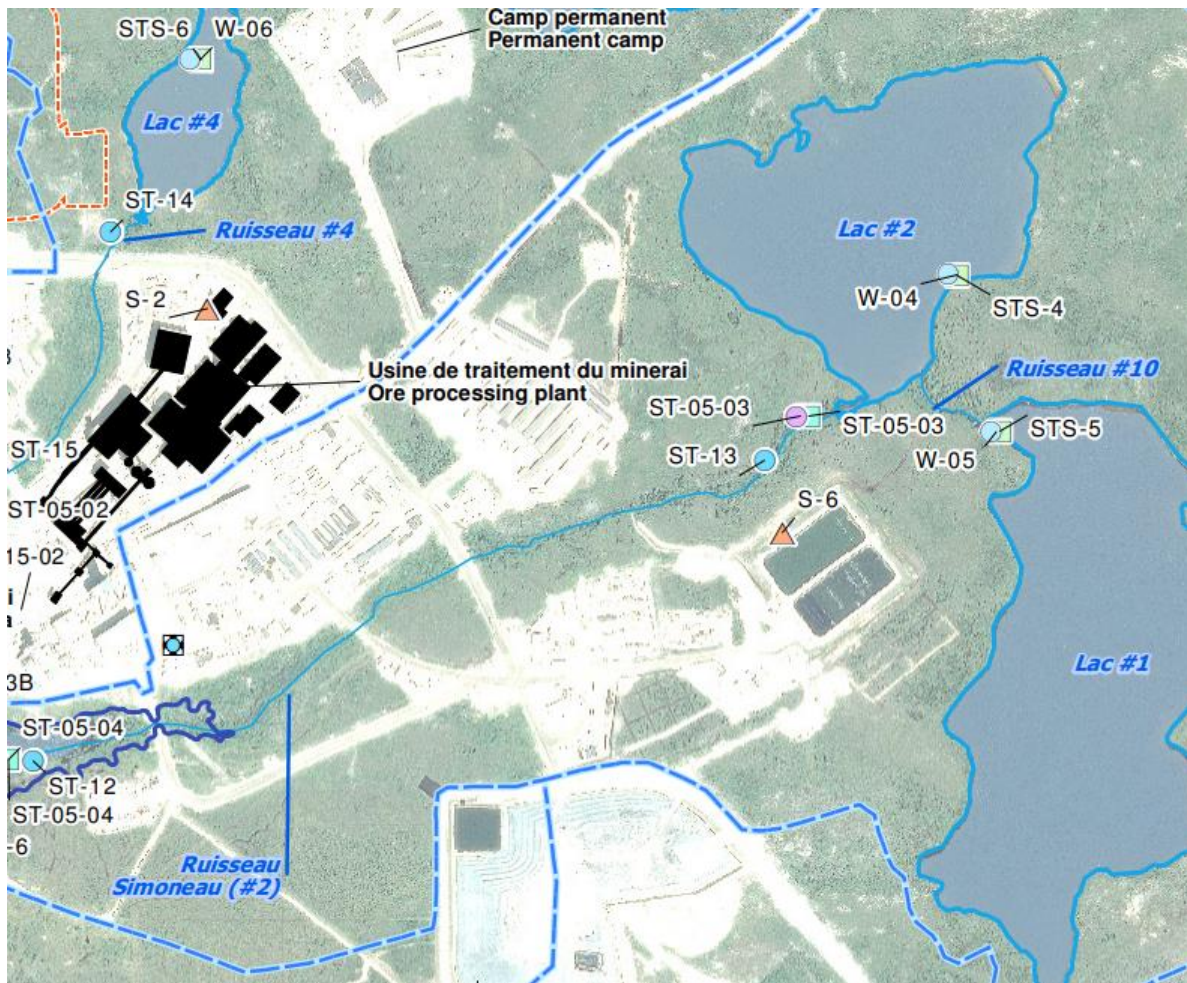 Camp permanent
Permanent camp
STS-6
W-06
Lac #4
ST-14
Ruisseau #4
Lac #2
S-2
W-04
STS-4
Usine de traitement du minerai
Ore processing plant
Ruisseau #10
ST-05-03
ST-05-03
STS-5
W-05
ST-13
ST-15
S-6
ST-05-02
15-02
Lac #1
3B
ST-05-04
ST-12
ST-05-04
-6
Ruisseau
Simoneau (#2)